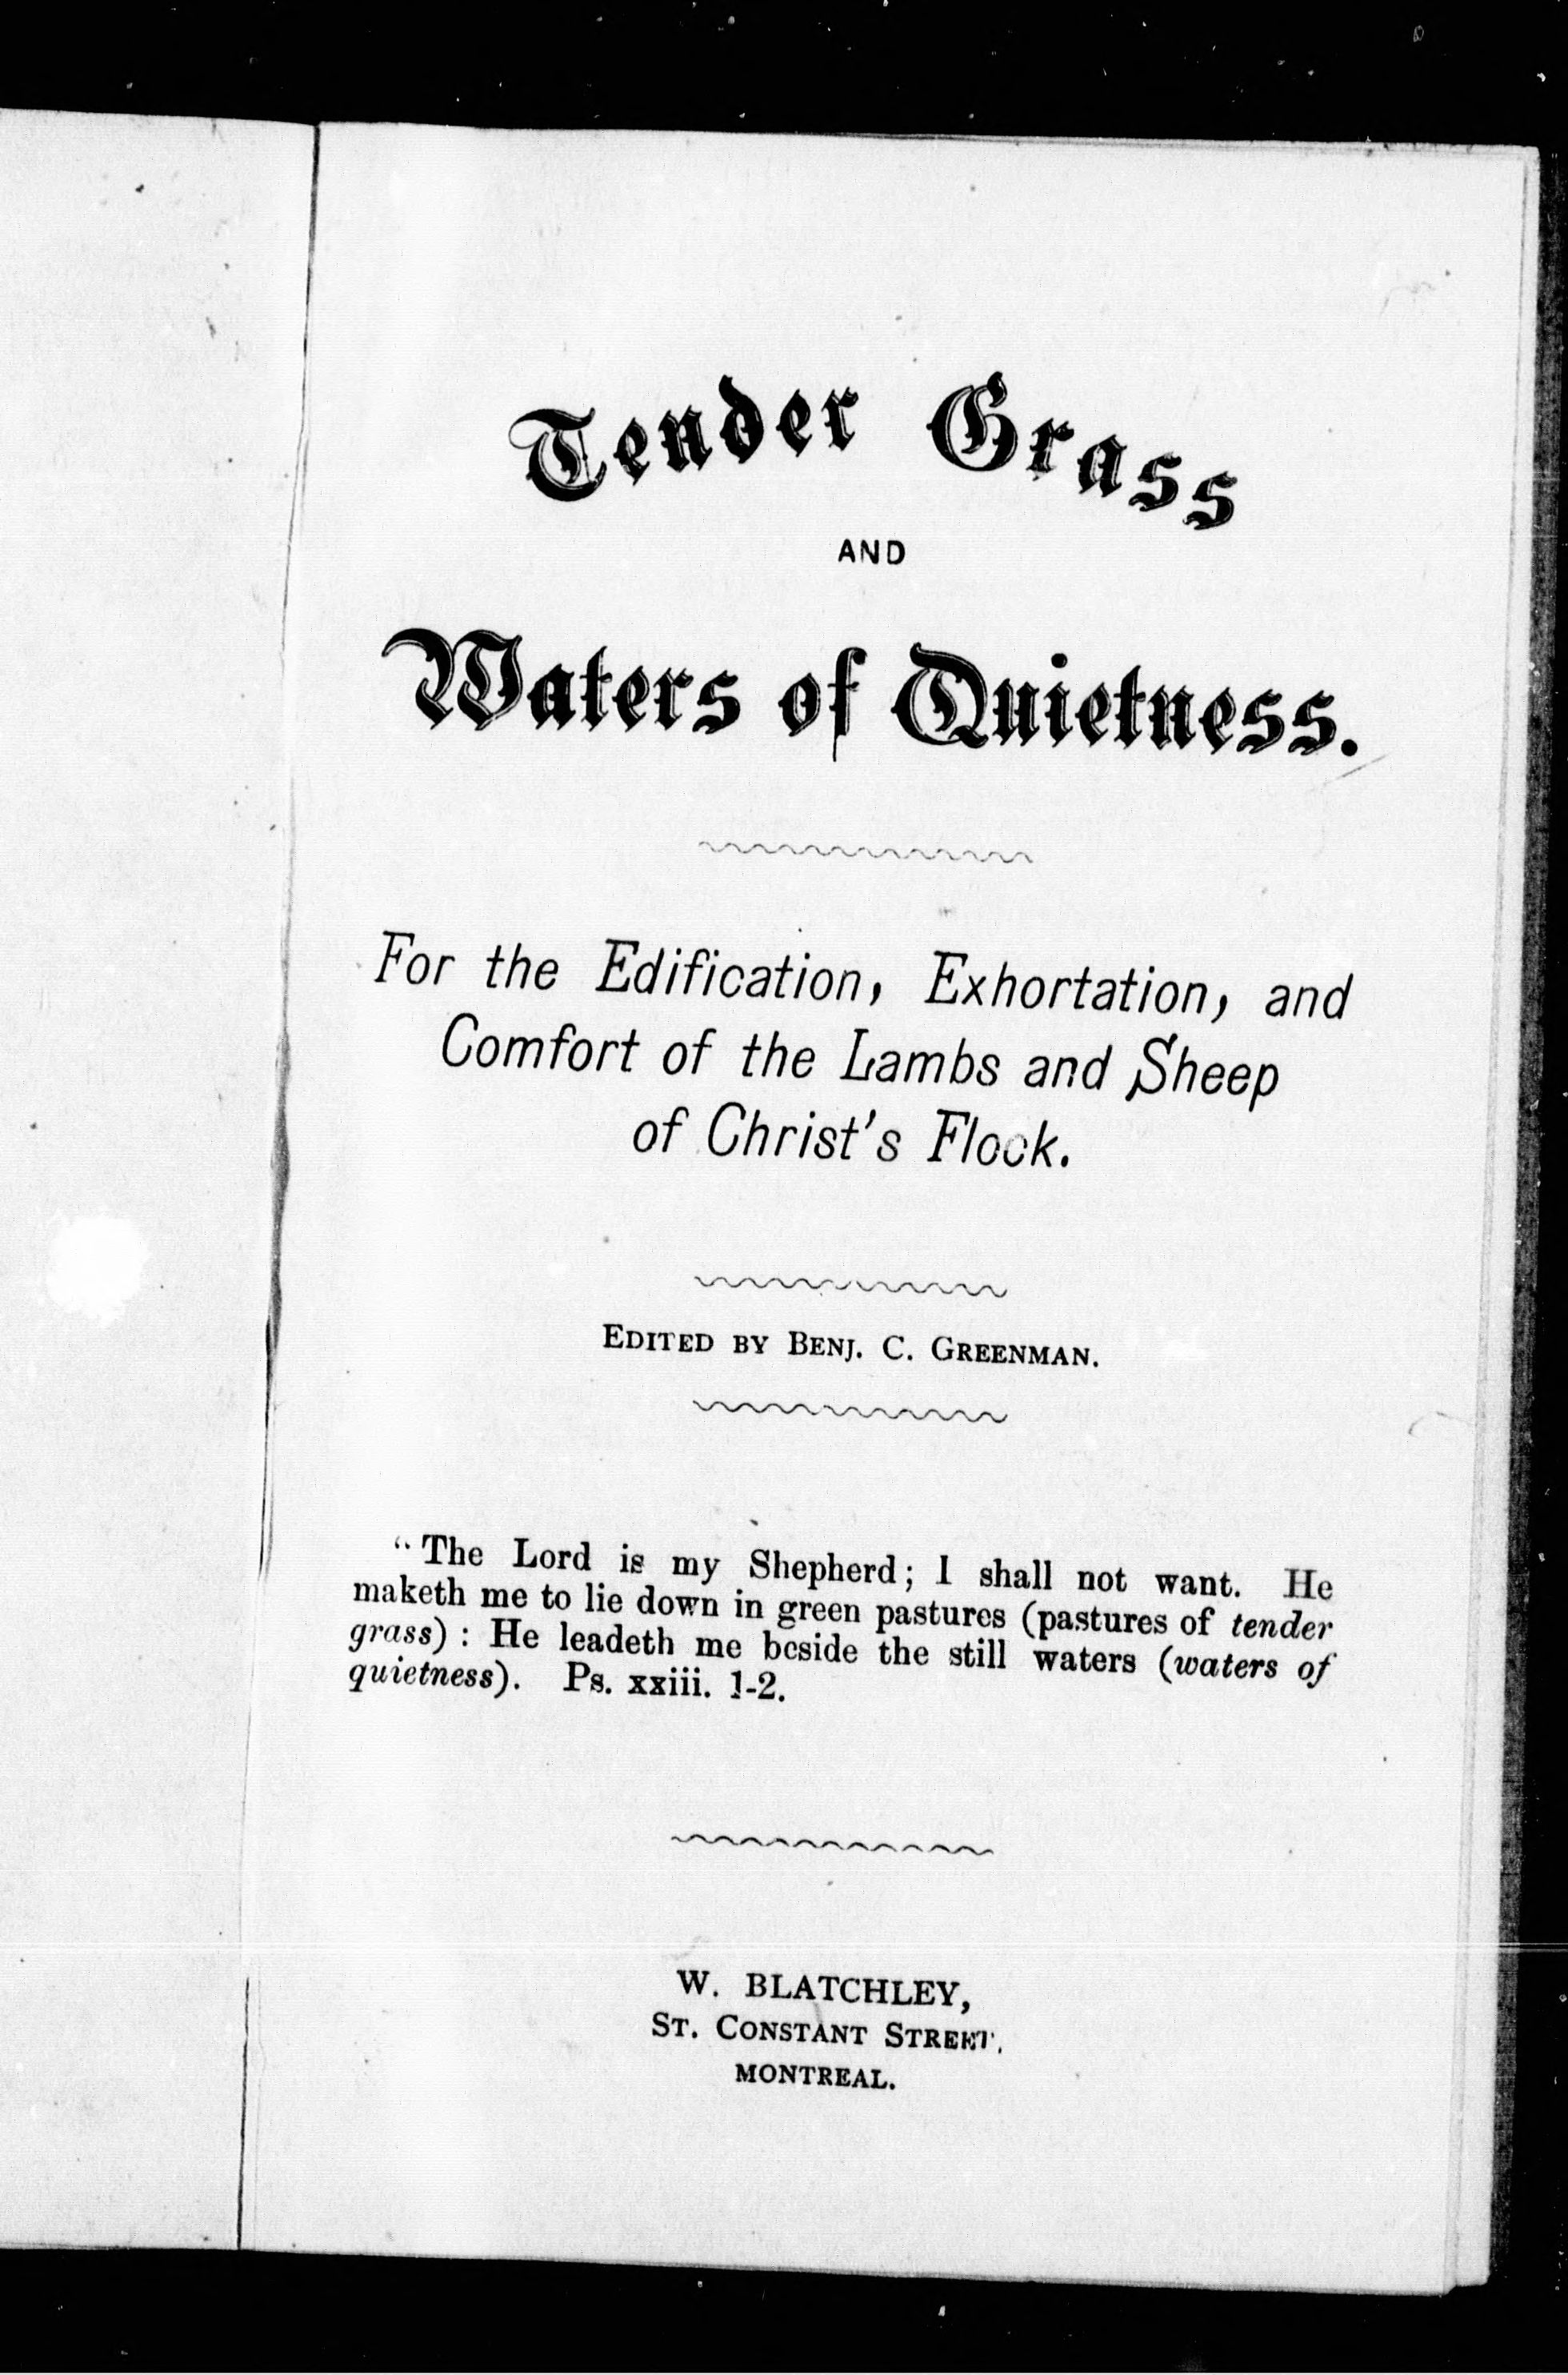 Tender Grass
AND
Waters of Quietness.
For the Edification, Exhortation, and
Comfort of the Lambs and Sheep
of Christ's Flock.
EDITED BY BENJ. C. GREENMAN.
"The Lord is my Shepherd; I shall not want. He
maketh me to lie down in green pastures (pastures of tender
grass) : He leadeth me beside the still waters (waters of
quietness). Ps. xxiii. 1-2.
W. BLATCHLEY,
ST. CONSTANT STREET,
MONTREAL.